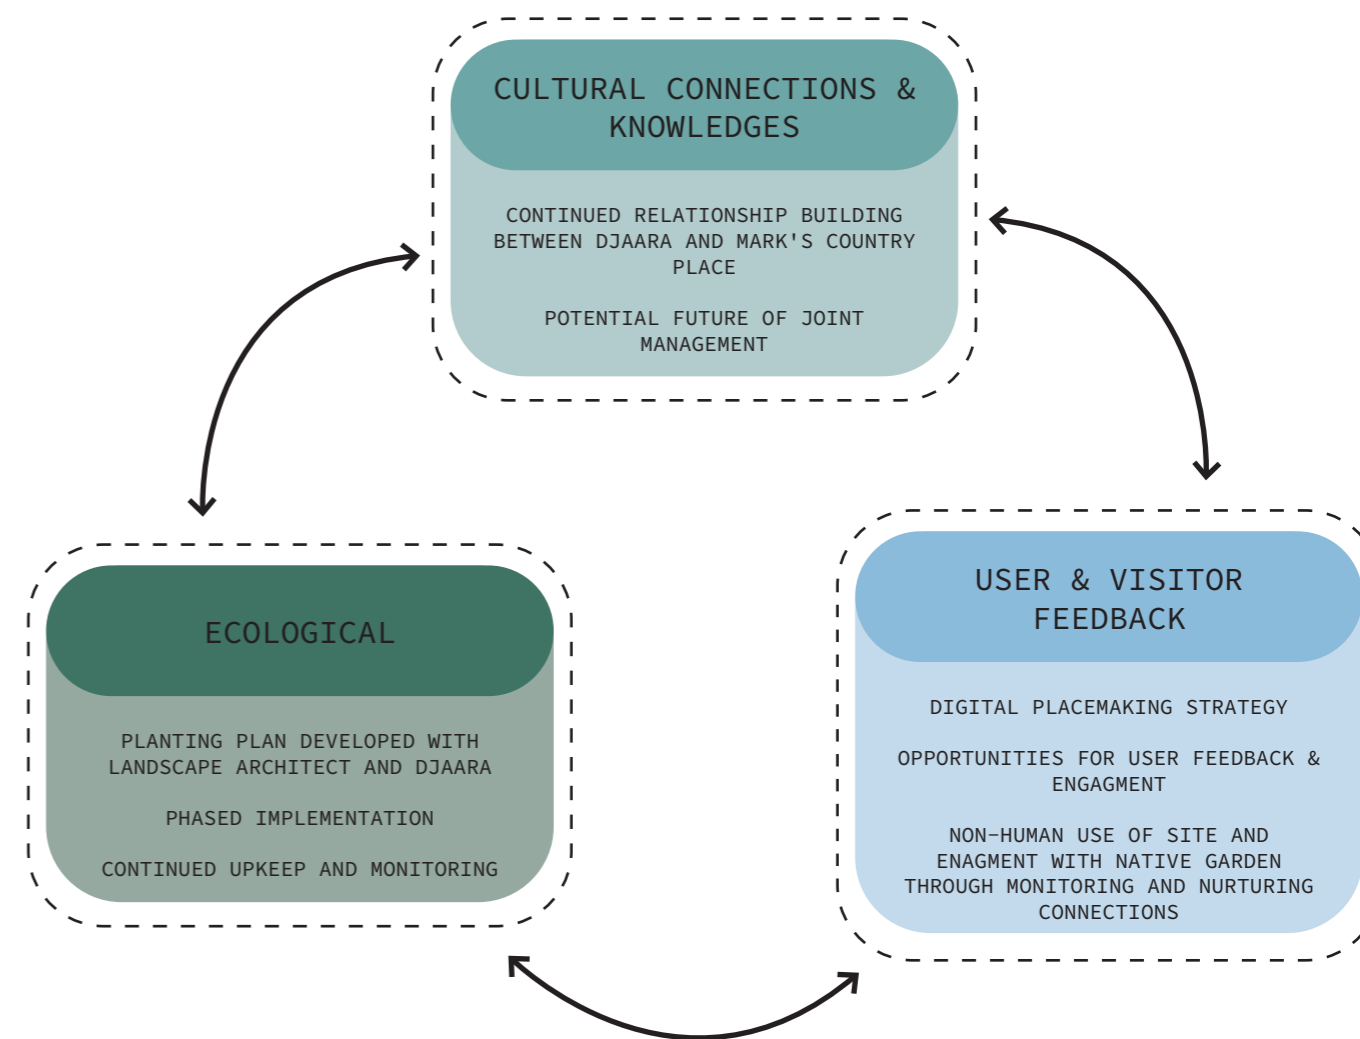 CULTURAL CONNECTIONS &
KNOWLEDGES
CONTINUED RELATIONSHIP BUILDING
BETWEEN DJAARA AND MARK'S COUNTRY
PLACE
POTENTIAL FUTURE OF JOINT
MANAGEMENT
ECOLOGICAL
PLANTING PLAN DEVELOPED WITH
LANDSCAPE ARCHITECT AND DJAARA
PHASED IMPLEMENTATION
CONTINUED UPKEEP AND MONITORING
USER & VISITOR
FEEDBACK
DIGITAL PLACEMAKING STRATEGY
OPPORTUNITIES FOR USER FEEDBACK &
ENGAGMENT
NON-HUMAN USE OF SITE AND
ENAGMENT WITH NATIVE GARDEN
THROUGH MONITORING AND NURTURING
CONNECTIONS